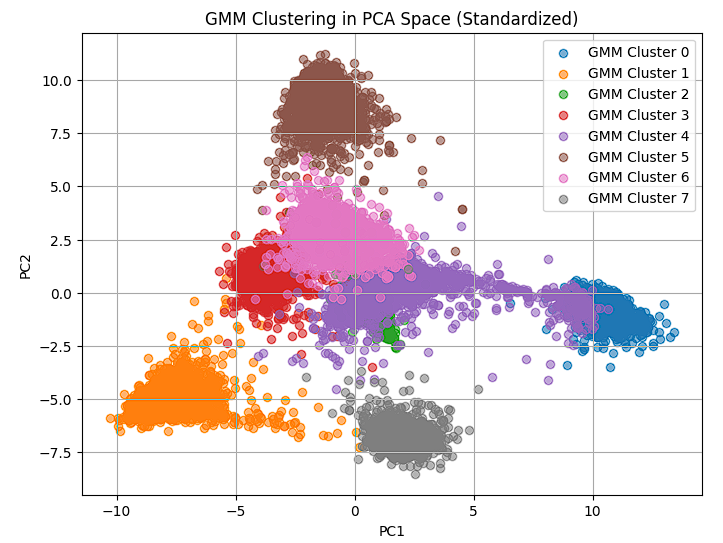 GMM Clustering in PCA Space (Standardized)
GMM Cluster 0
GMM Cluster 1
GMM Cluster 2
GMM Cluster 3
GMM Cluster 4
GMM Cluster 5
GMM Cluster 6
GMM Cluster 7
10.0
7.5
5.0
2.5
0.0
−2.5
−5.0
−7.5
PC2
−10 −5 0 5 10
PC1